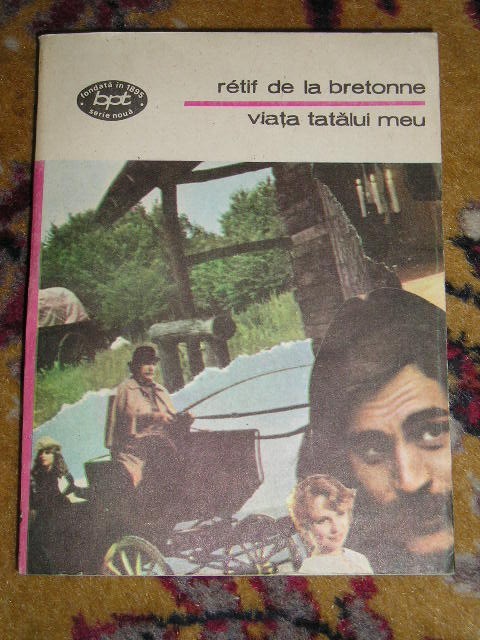 rétif de la bretonne
fondată în 1895
bpt
serie nouă
viața tatălui meu